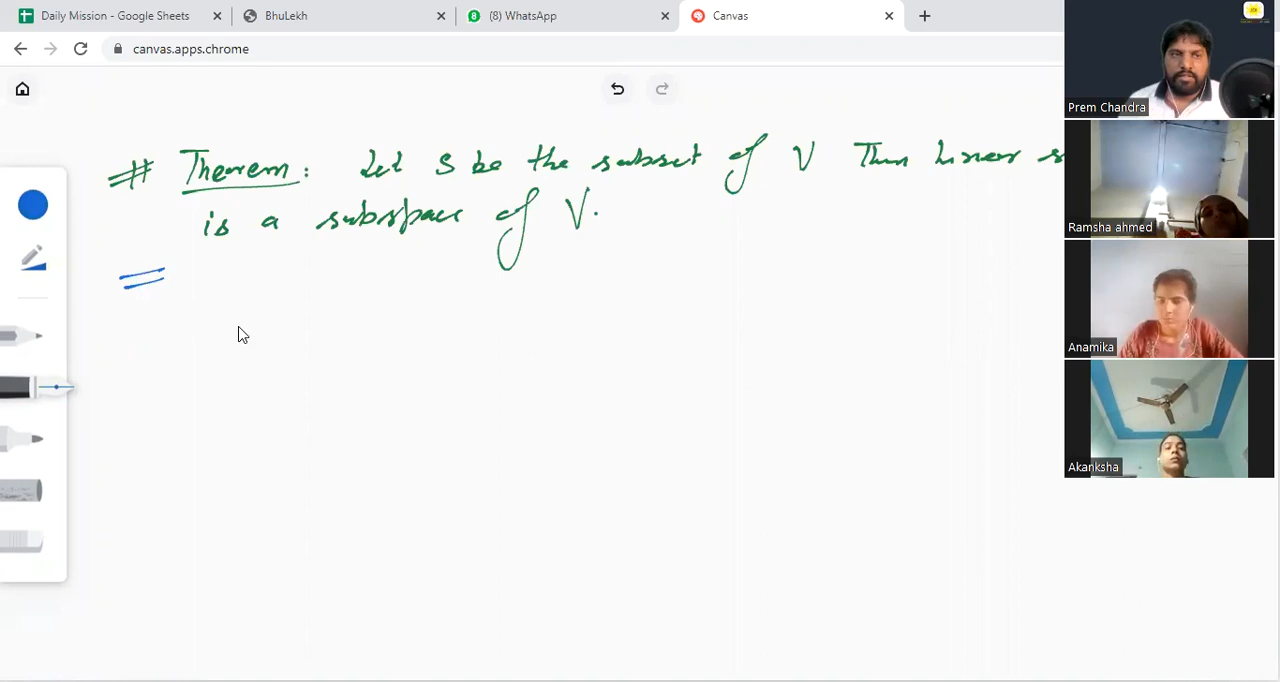 Daily Mission - Google Sheets
BhuLekh
(8) WhatsApp
Canvas
canvas.apps.chrome
# Theorem: Let S be the subset of V Then Linear s
is a subspace of V.
Prem Chandra
Ramsha ahmed
Anamika
Akanksha